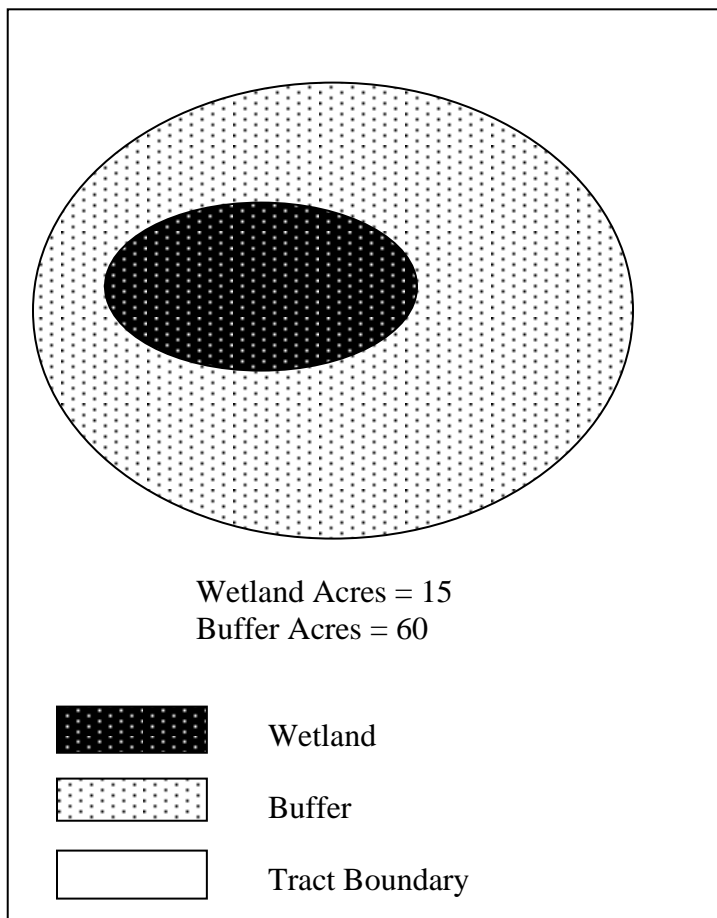 Wetland Acres = 15
Buffer Acres = 60
Wetland
Buffer
Tract Boundary